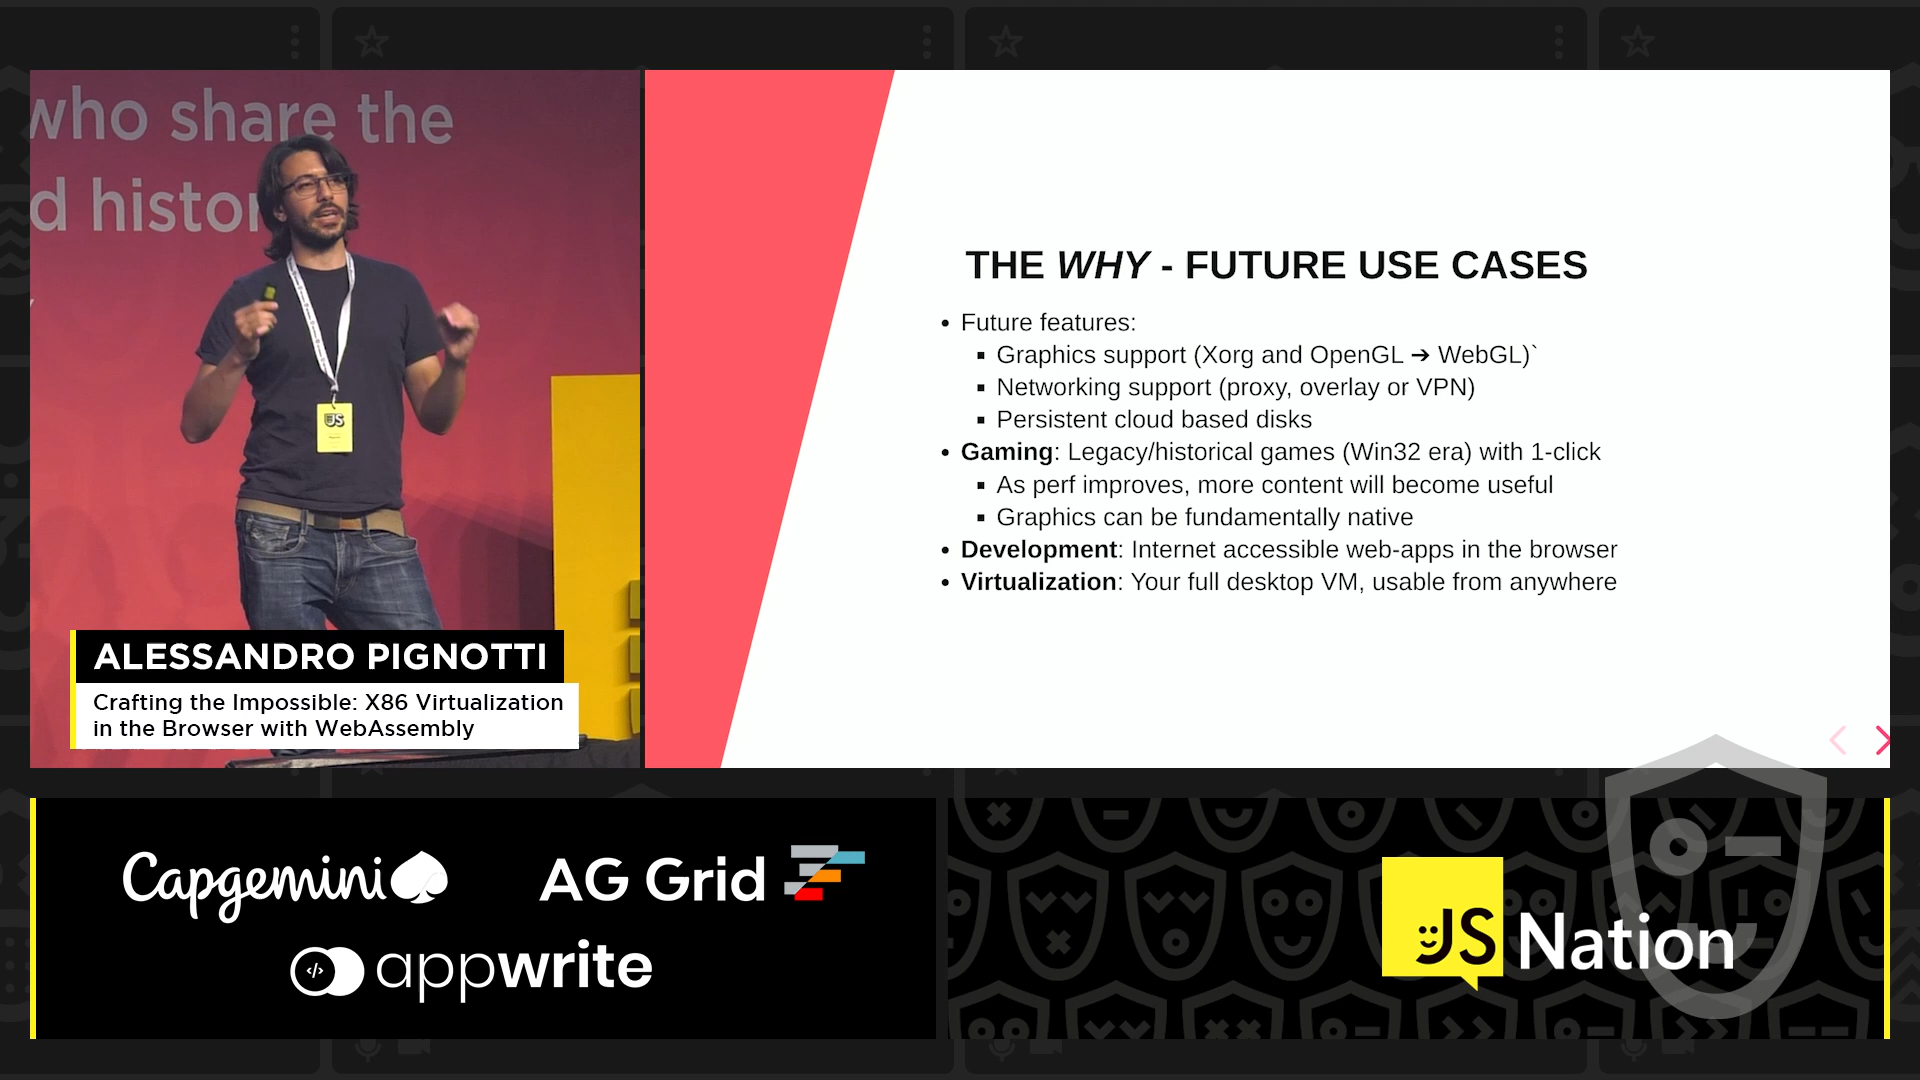 who share the
d histor
ALESSANDRO PIGNOTTI
Crafting the Impossible: X86 Virtualization
in the Browser with WebAssembly
THE WHY - FUTURE USE CASES
• Future features:
▪ Graphics support (Xorg and OpenGL ➔ WebGL)`
▪ Networking support (proxy, overlay or VPN)
▪ Persistent cloud based disks
• Gaming: Legacy/historical games (Win32 era) with 1-click
▪ As perf improves, more content will become useful
▪ Graphics can be fundamentally native
• Development: Internet accessible web-apps in the browser
• Virtualization: Your full desktop VM, usable from anywhere
JS
Capgemini
AG Grid
</>
appwrite
JS Nation